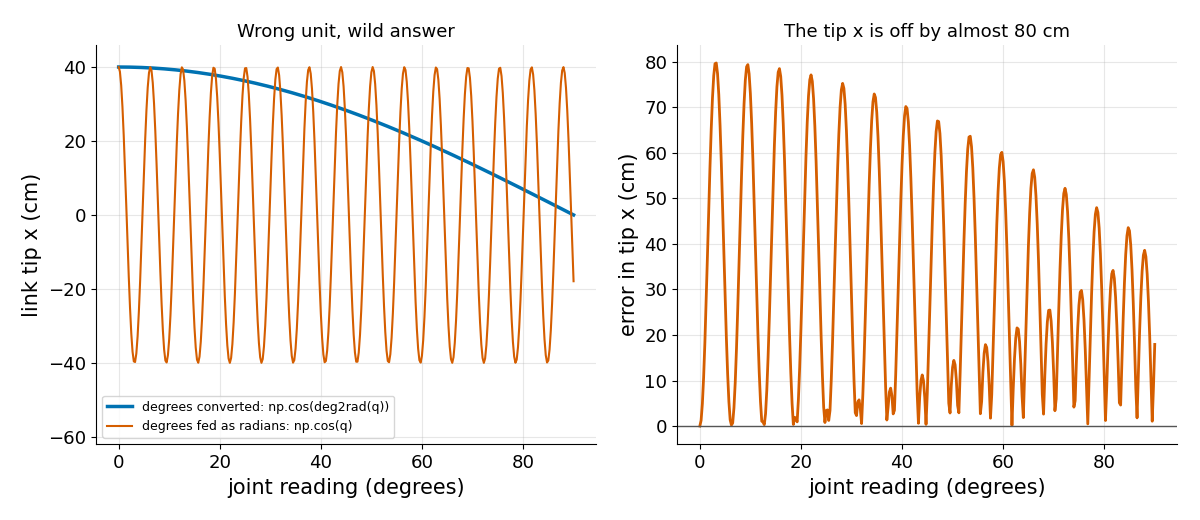 Wrong unit, wild answer
link tip x (cm)
40
20
0
−20
−40
−60
degrees converted: np.cos(deg2rad(q))
degrees fed as radians: np.cos(q)
0 20 40 60 80
joint reading (degrees)
The tip x is off by almost 80 cm
error in tip x (cm)
80
70
60
50
40
30
20
10
0
0 20 40 60 80
joint reading (degrees)